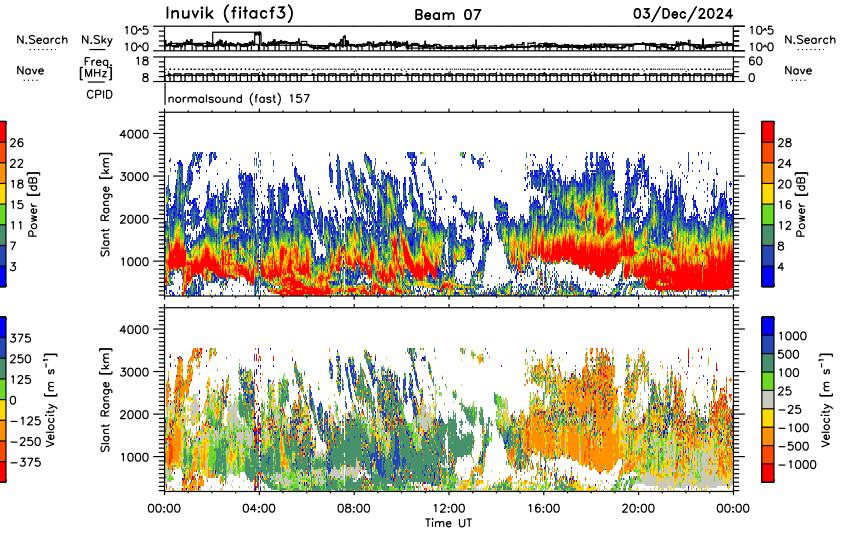 Inuvik (fitacf3) Beam 07 03/Dec/2024
N.Search N.Sky 10^5 10^0 10^5 10^0 N.Search
Nave Freq. [MHz] 18 8 60 0 Nave
CPID normalsound (fast) 157
26 22 18 15 11 7 3 Power [dB]
Slant Range [km] 4000 3000 2000 1000
28 24 20 16 12 8 4 Power [dB]
375 250 125 0 −125 −250 −375 Velocity [m s⁻¹]
Slant Range [km] 4000 3000 2000 1000
1000 500 100 25 −25 −100 −500 −1000 Velocity [m s⁻¹]
00:00 04:00 08:00 12:00 16:00 20:00 00:00
Time UT